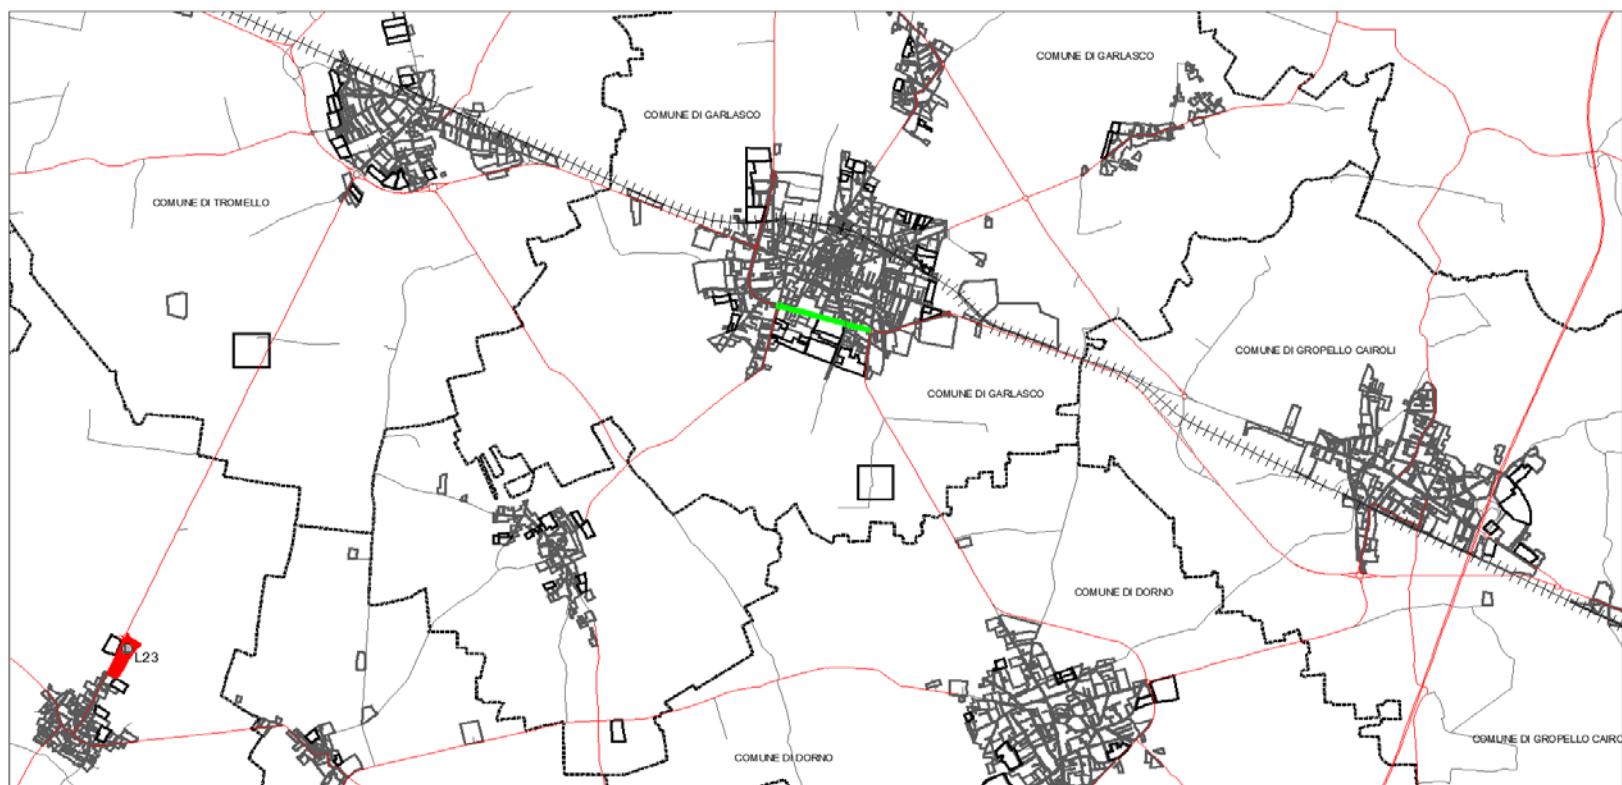 COMUNE DI GARLASCO
COMUNE DI GARLASCO
COMUNE DI TROMELLO
COMUNE DI GROPELLO CAIROLI
COMUNE DI GARLASCO
COMUNE DI DORNO
L23
COMUNE DI GROPELLO CAIRO
COMUNE DI DORNO